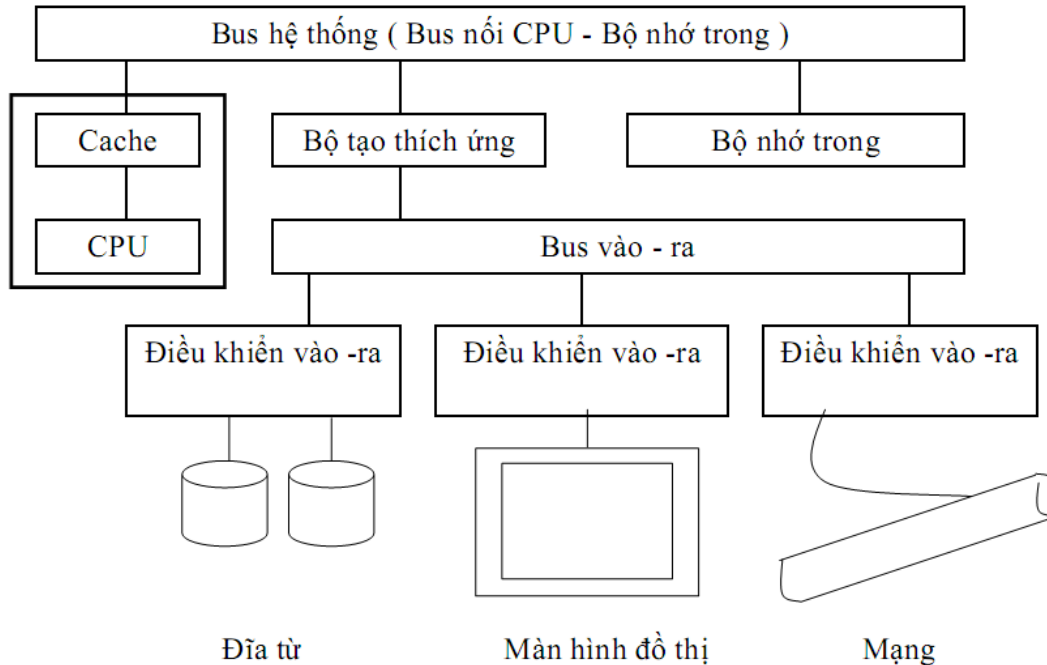 Bus hệ thống ( Bus nối CPU - Bộ nhớ trong )
Cache
Bộ tạo thích ứng
Bộ nhớ trong
CPU
Bus vào - ra
Điều khiển vào -ra
Điều khiển vào -ra
Điều khiển vào -ra
Đĩa từ
Màn hình đồ thị
Mạng